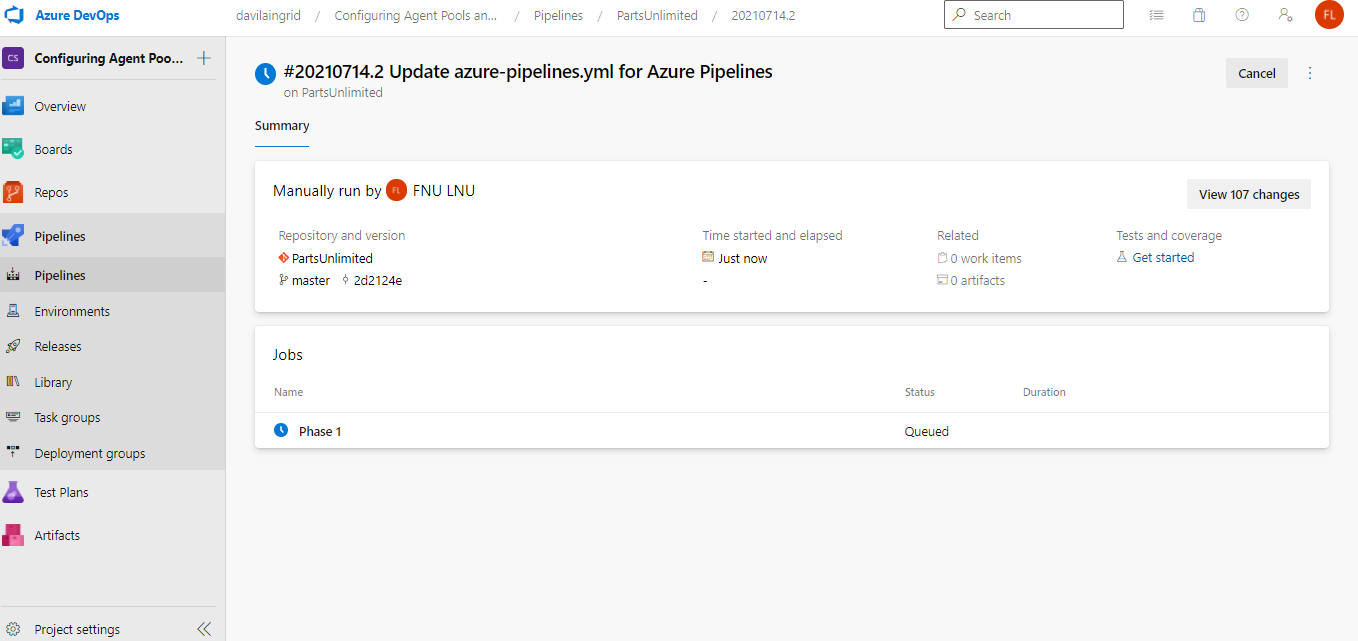 Azure DevOps
davilaingrid / Configuring Agent Pools an... / Pipelines / PartsUnlimited / 20210714.2
Search
FL
CS Configuring Agent Poo...
Overview
Boards
Repos
Pipelines
Pipelines
Environments
Releases
Library
Task groups
Deployment groups
Test Plans
Artifacts
Project settings
#20210714.2 Update azure-pipelines.yml for Azure Pipelines
on PartsUnlimited
Cancel
Summary
Manually run by FL FNU LNU
View 107 changes
Repository and version
PartsUnlimited
master 2d2124e
Time started and elapsed
Just now
-
Related
0 work items
0 artifacts
Tests and coverage
Get started
Jobs
Name Status Duration
Phase 1 Queued